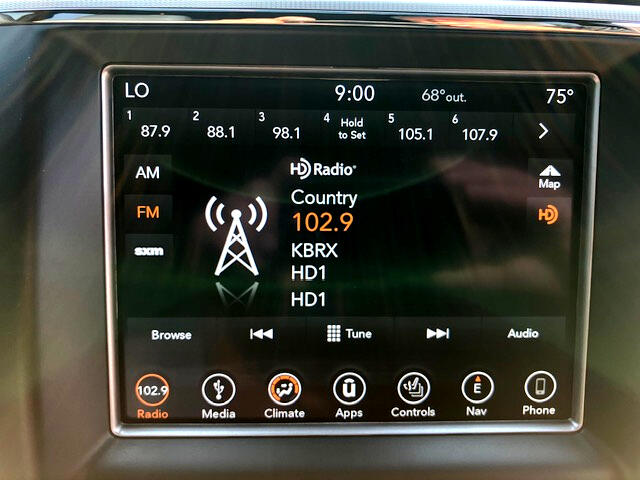 LO 9:00 68°out. 75°
1 87.9 2 88.1 3 98.1 4 Hold to Set 5 105.1 6 107.9
AM
FM
sxm
HD Radio
Country
102.9
KBRX
HD1
HD1
Map
HD
Browse Tune Audio
102.9 Ü E
Radio Media Climate Apps Controls Nav Phone